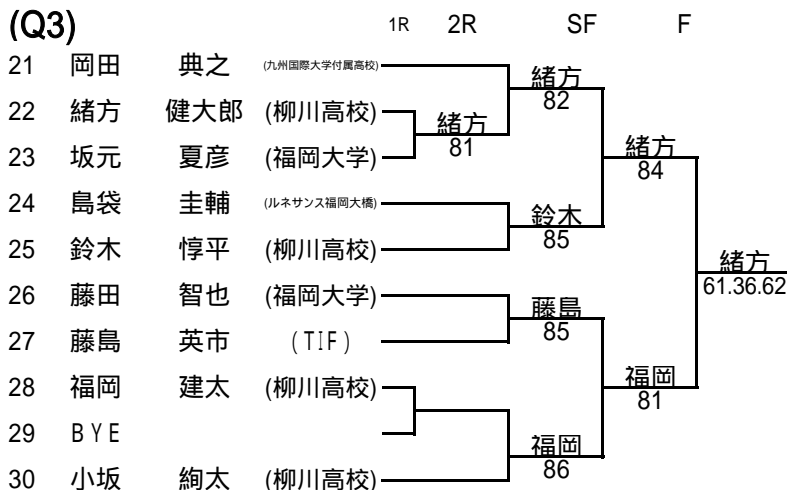 (Q3) 1R 2R SF F
21 岡田 典之 (九州国際大学付属高校)
緒方
82
22 緒方 健大郎 (柳川高校)
緒方
81
23 坂元 夏彦 (福岡大学)
緒方
84
24 島袋 圭輔 (ルネサンス福岡大橋)
鈴木
85
25 鈴木 惇平 (柳川高校)
緒方
61.36.62
26 藤田 智也 (福岡大学)
藤島
85
27 藤島 英市 (TIF)
28 福岡 建太 (柳川高校)
福岡
81
29 BYE
福岡
86
30 小坂 絢太 (柳川高校)